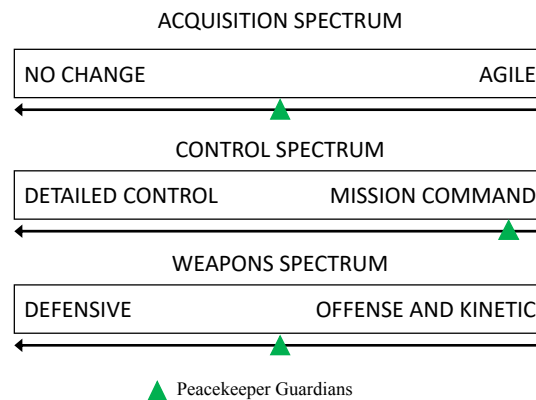 ACQUISITION SPECTRUM
NO CHANGE AGILE
CONTROL SPECTRUM
DETAILED CONTROL MISSION COMMAND
WEAPONS SPECTRUM
DEFENSIVE OFFENSE AND KINETIC
Peacekeeper Guardians